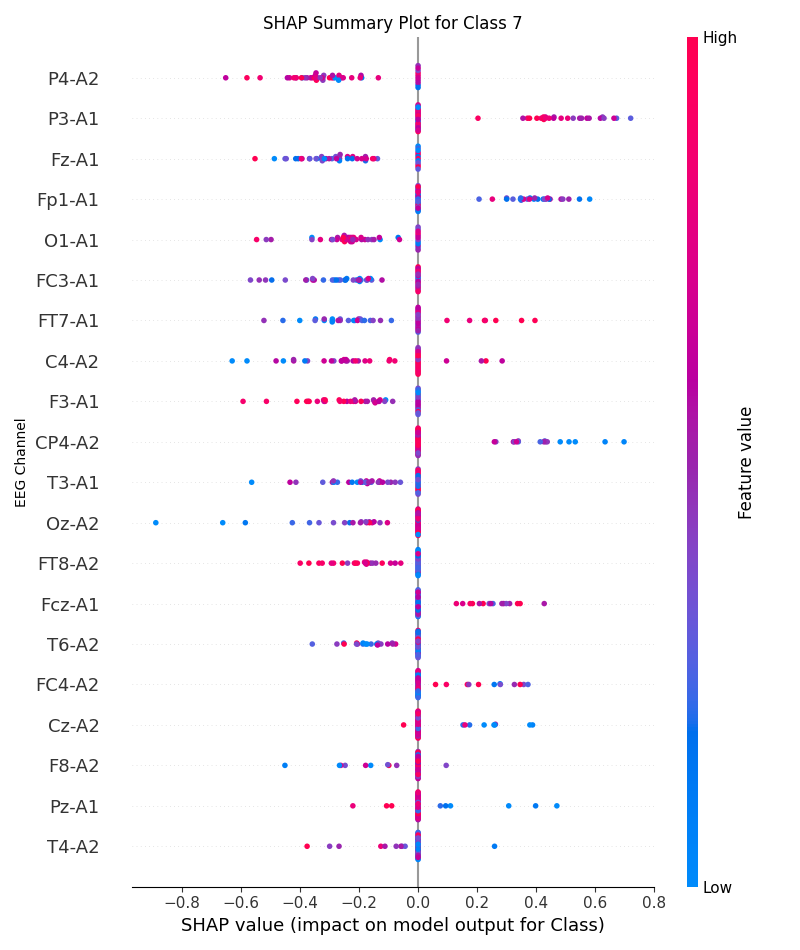 SHAP Summary Plot for Class 7
High
P4-A2
P3-A1
Fz-A1
Fp1-A1
O1-A1
FC3-A1
FT7-A1
C4-A2
F3-A1
CP4-A2
T3-A1
Oz-A2
FT8-A2
Fcz-A1
T6-A2
FC4-A2
Cz-A2
F8-A2
Pz-A1
T4-A2
EEG Channel
Feature value
Low
−0.8 −0.6 −0.4 −0.2 0.0 0.2 0.4 0.6 0.8
SHAP value (impact on model output for Class)